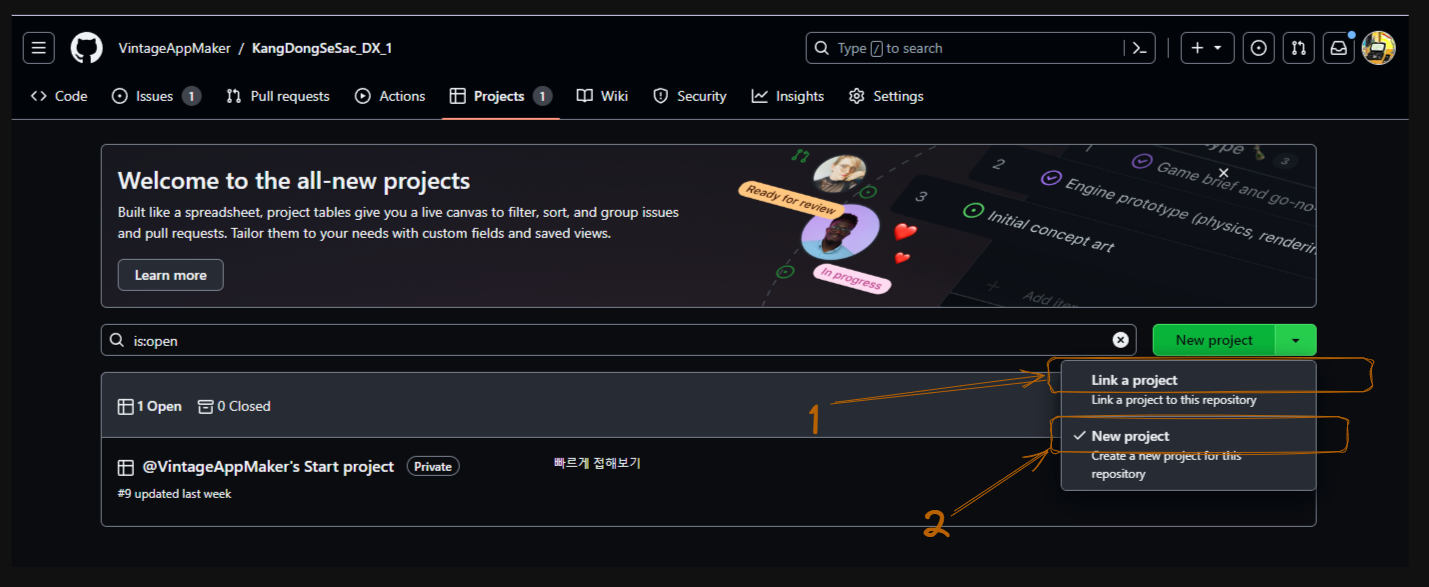 VintageAppMaker / KangDongSeSac_DX_1
Type / to search
Code
Issues 1
Pull requests
Actions
Projects 1
Wiki
Security
Insights
Settings
Welcome to the all-new projects
Built like a spreadsheet, project tables give you a live canvas to filter, sort, and group issues
and pull requests. Tailor them to your needs with custom fields and saved views.
Learn more
Ready for review
In progress
3
2
1
Initial concept art
Engine prototype (physics, renderin
Game brief and go-no-
ype
3
Add ite
is:open
New project
1 Open
0 Closed
Link a project
Link a project to this repository
New project
Create a new project for this
repository
1
2
@VintageAppMaker's Start project
Private
빠르게 접해보기
#9 updated last week